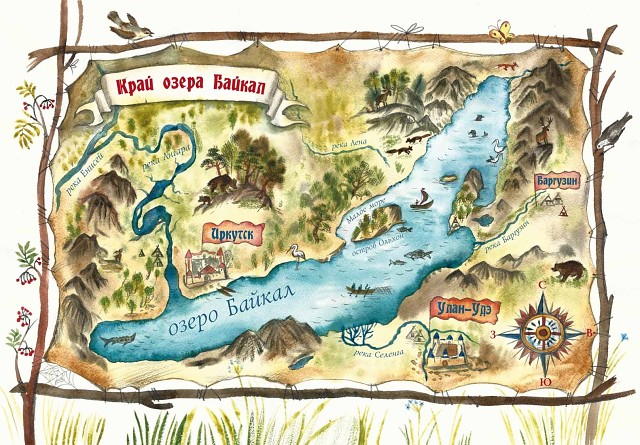 Край озера Байкал
река Енисей
река Ангара
река Лена
Баргузин
Малое море
Иркутск
остров Ольхон
река Баргузин
озеро Байкал
Улан-Удэ
река Селенга
С
З
В
Ю